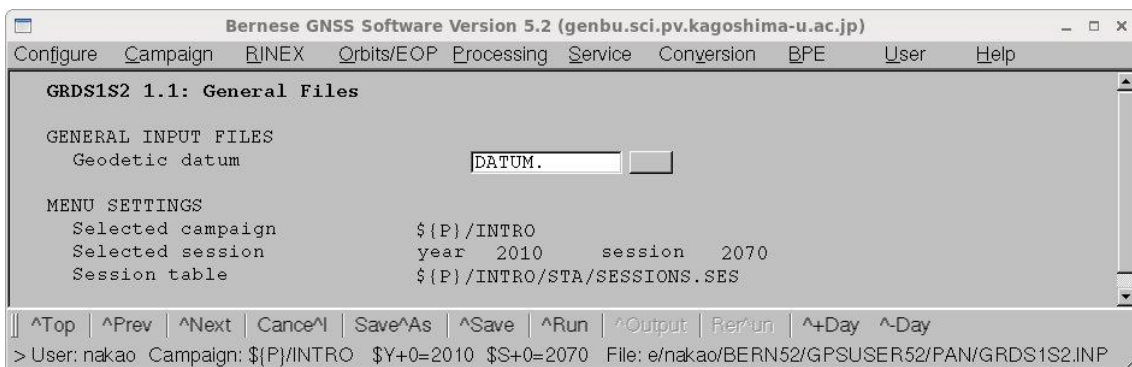 Bernese GNSS Software Version 5.2 (genbu.sci.pv.kagoshima-u.ac.jp)
Configure Campaign RINEX Orbits/EOP Processing Service Conversion BPE User Help
GRDS1S2 1.1: General Files
GENERAL INPUT FILES
Geodetic datum DATUM.
MENU SETTINGS
Selected campaign ${P}/INTRO
Selected session year 2010 session 2070
Session table ${P}/INTRO/STA/SESSIONS.SES
^Top ^Prev ^Next Cance^l Save^As ^Save ^Run ^Output Rer^un ^+Day ^-Day
> User: nakao Campaign: ${P}/INTRO $Y+0=2010 $S+0=2070 File: e/nakao/BERN52/GPSUSER52/PAN/GRDS1S2.INP